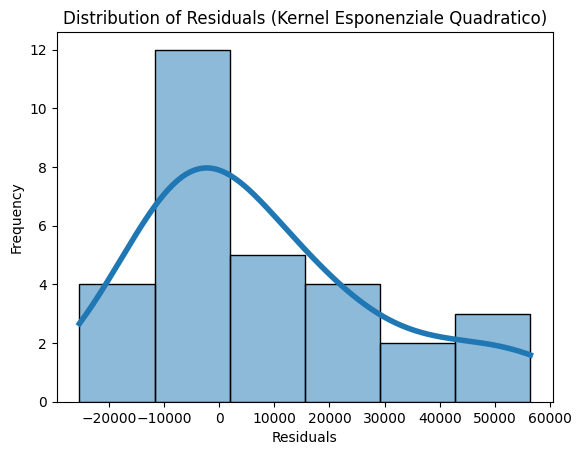 Distribution of Residuals (Kernel Esponenziale Quadratico)
12
10
8
6
4
2
0
Frequency
−20000 −10000 0 10000 20000 30000 40000 50000 60000
Residuals